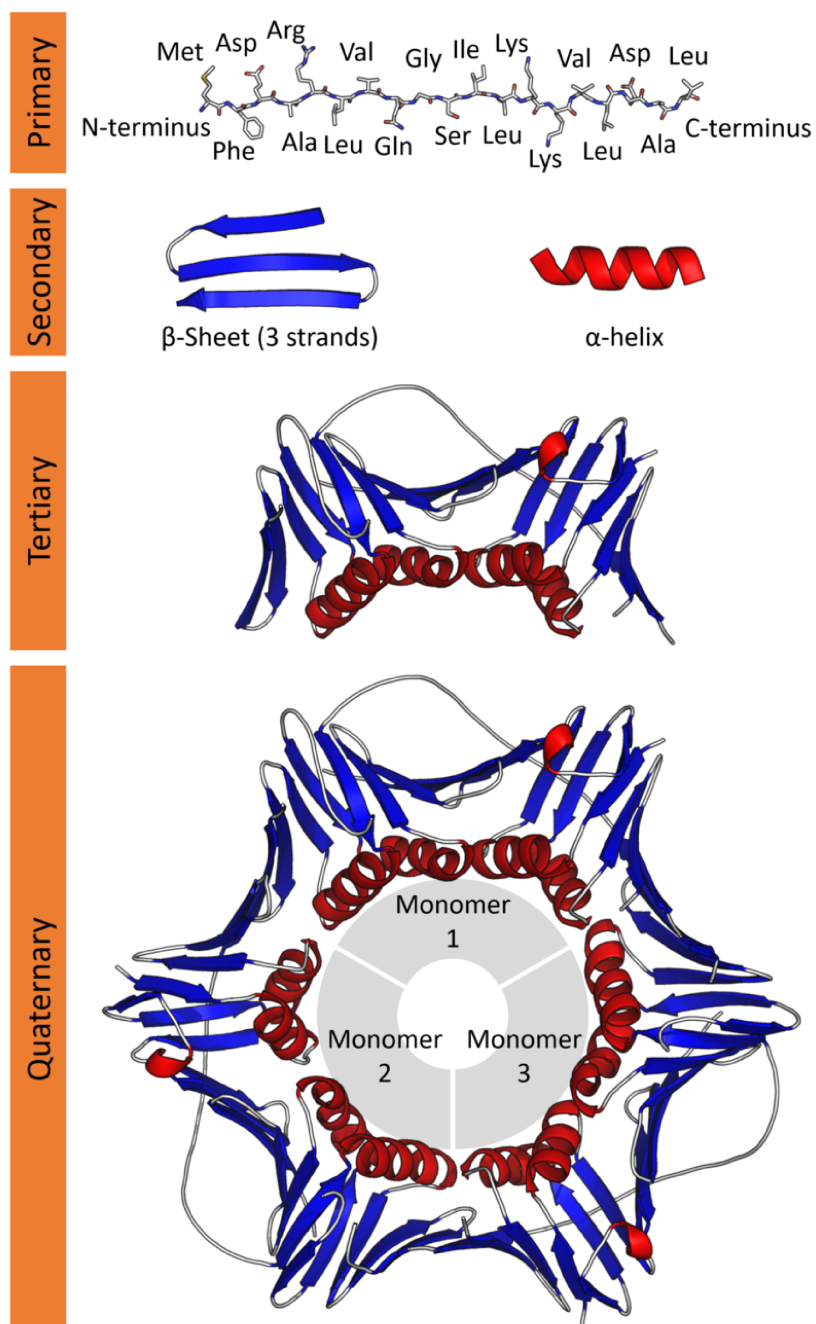 Primary
Met Asp Arg Val Gly Ile Lys Val Asp Leu
N-terminus Phe Ala Leu Gln Ser Leu Lys Leu Ala C-terminus
Secondary
β-Sheet (3 strands)
α-helix
Tertiary
Quaternary
Monomer
1
Monomer
2
Monomer
3